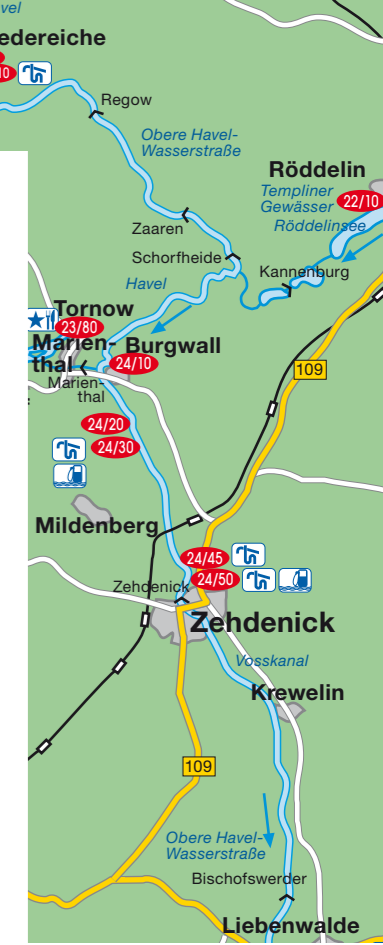 vel
edereiche
10
Regow
Obere Havel-
Wasserstraße
Röddelin
Templiner
Gewässer
22/10
Röddelinsee
Zaaren
Schorfheide
Kannenburg
Havel
Tornow
23/80
Marien-
thal
Burgwall
24/10
Marien-
thal
109
24/20
24/30
Mildenberg
24/45
24/50
Zehdenick
Zehdenick
Vosskanal
Krewelin
109
Obere Havel-
Wasserstraße
Bischofswerder
Liebenwalde